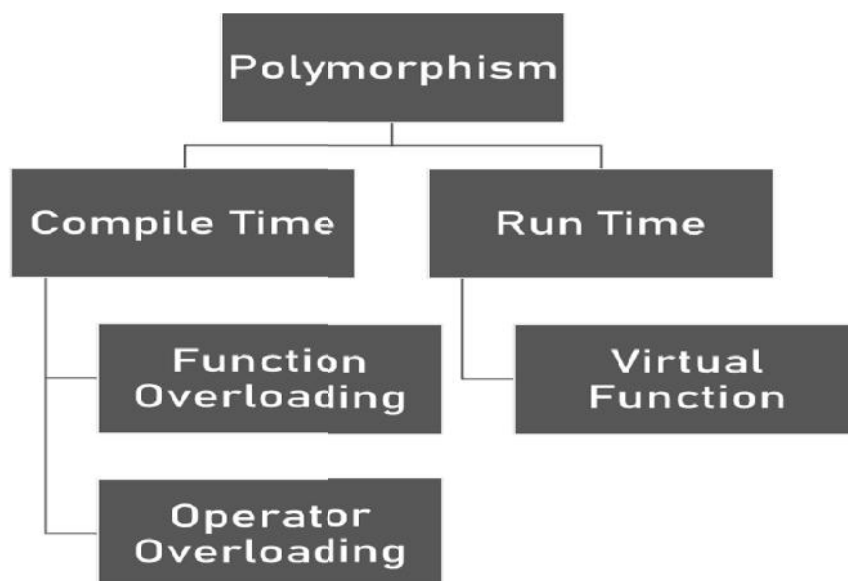 Polymorphism
Compile Time
Run Time
Function
Overloading
Virtual
Function
Operator
Overloading